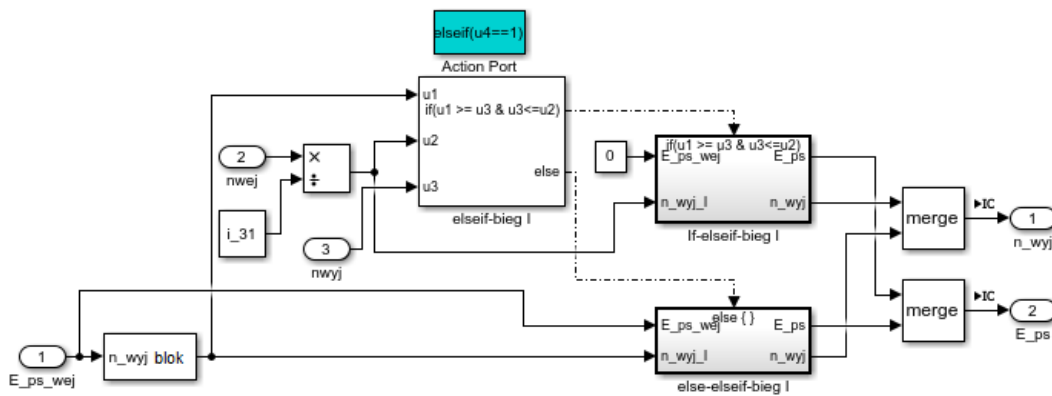 elseif(u4==1)
Action Port
u1
if(u1 >= u3 & u3<=u2)
u2
else
u3
elseif-bieg I
2
nwej
×
÷
i_31
3
nwyj
0
if(u1 >= u3 & u3<=u2)
E_ps_wej
E_ps
n_wyj_I
n_wyj
If-elseif-bieg I
merge
IC
1
n_wyj
merge
IC
2
E_ps
else { }
E_ps_wej
E_ps
n_wyj_I
n_wyj
else-elseif-bieg I
1
E_ps_wej
n_wyj blok